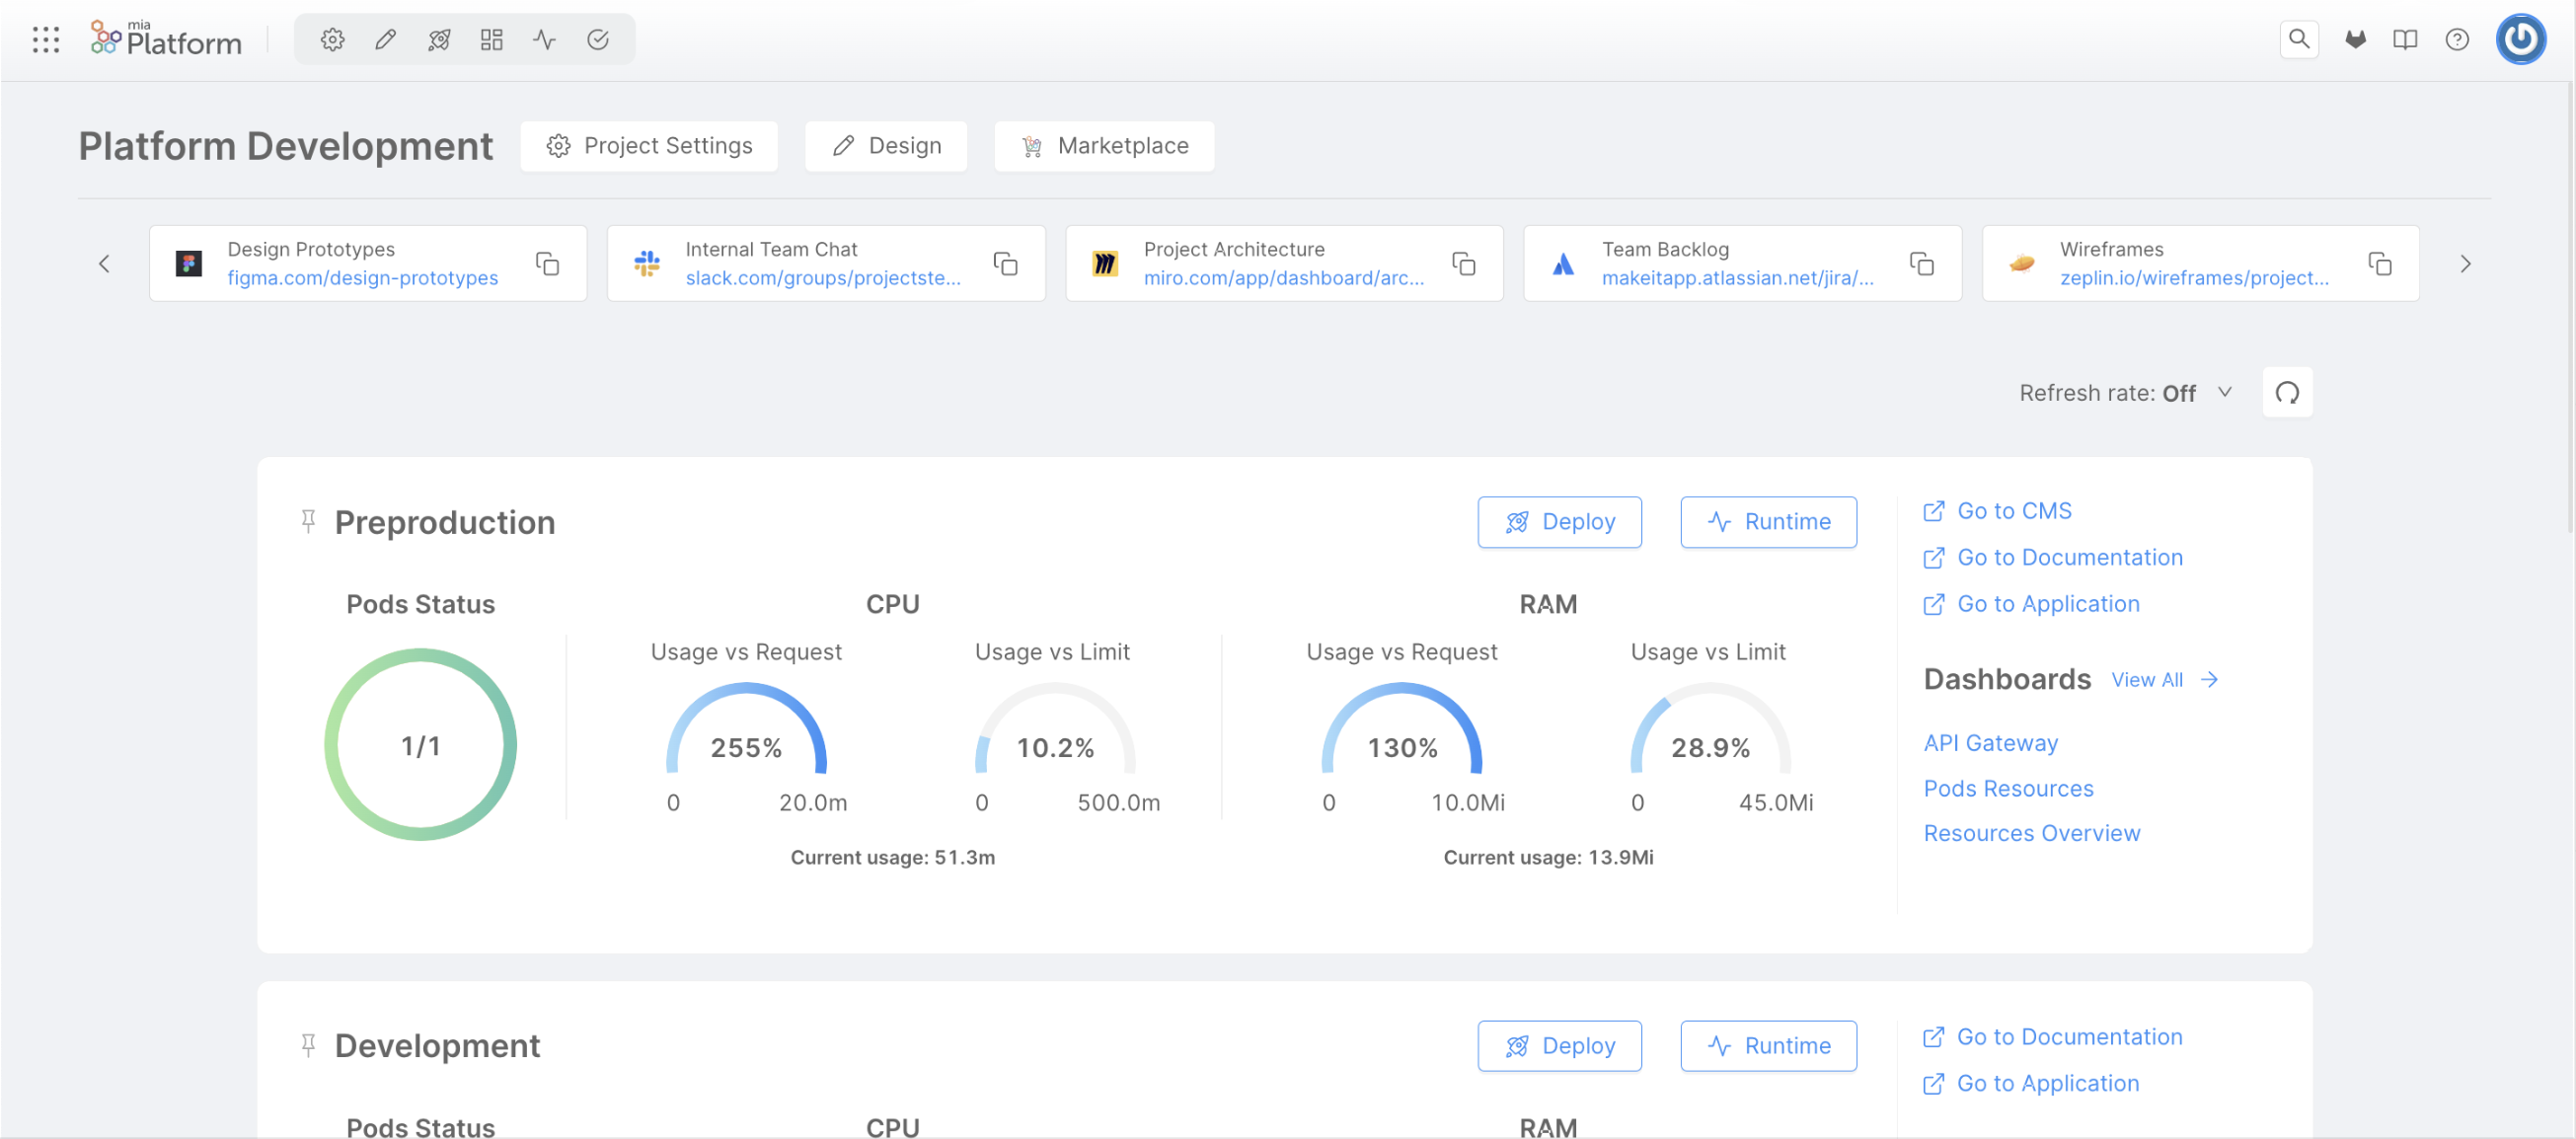 mia
Platform
Platform Development
Project Settings
Design
Marketplace
Design Prototypes
figma.com/design-prototypes
Internal Team Chat
slack.com/groups/projectste...
Project Architecture
miro.com/app/dashboard/arc...
Team Backlog
makeitapp.atlassian.net/jira/...
Wireframes
zeplin.io/wireframes/project...
Refresh rate: Off
Preproduction
Deploy
Runtime
Pods Status
1/1
CPU
Usage vs Request
255%
0 20.0m
Usage vs Limit
10.2%
0 500.0m
Current usage: 51.3m
RAM
Usage vs Request
130%
0 10.0Mi
Usage vs Limit
28.9%
0 45.0Mi
Current usage: 13.9Mi
Go to CMS
Go to Documentation
Go to Application
Dashboards View All
API Gateway
Pods Resources
Resources Overview
Development
Deploy
Runtime
Pods Status
CPU
RAM
Go to Documentation
Go to Application